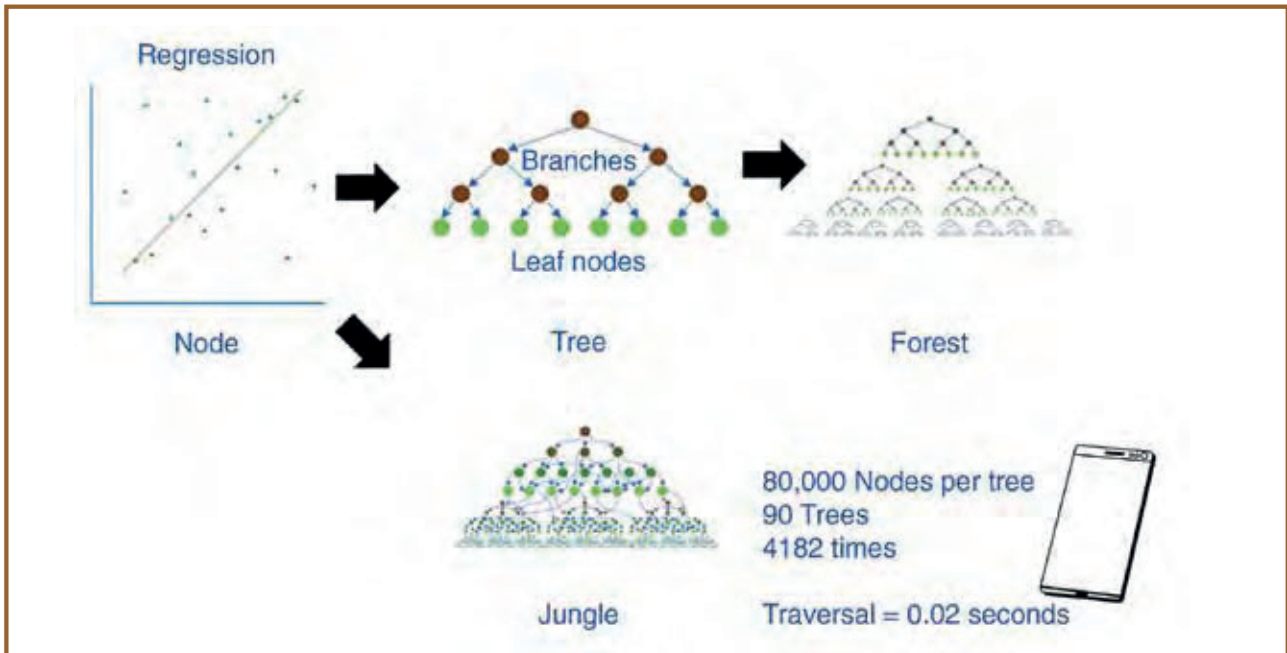 Regression
Branches
Leaf nodes
Node
Tree
Forest
80,000 Nodes per tree
90 Trees
4182 times
Jungle
Traversal = 0.02 seconds